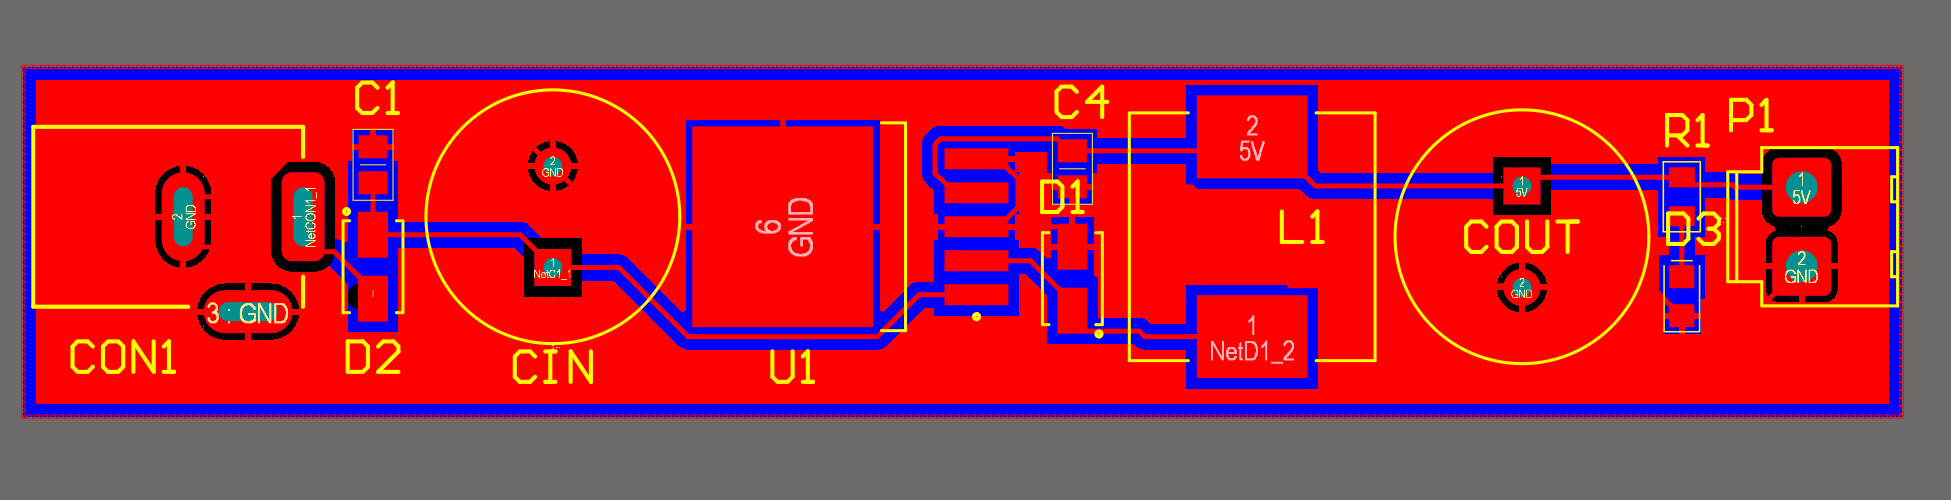 C1
C4
R1
P1
2
GND
1
NetCON1_1
3 : GND
CON1
D2
2
GND
1
NetC1_1
CIN
6
GND
U1
D1
2
5V
L1
1
NetD1_2
1
5V
COUT
2
GND
D3
1
5V
2
GND